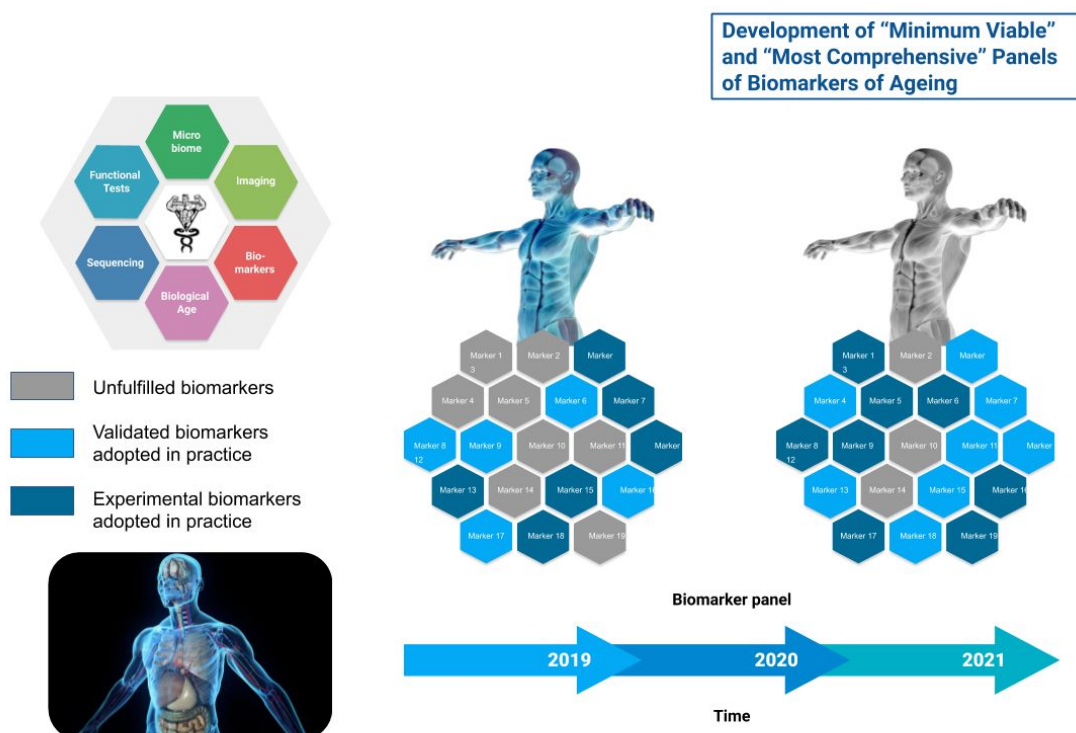 Development of “Minimum Viable”
and “Most Comprehensive” Panels
of Biomarkers of Ageing
Micro
biome
Functional
Tests
Imaging
Sequencing
Bio-
markers
Biological
Age
Unfulfilled biomarkers
Validated biomarkers
adopted in practice
Experimental biomarkers
adopted in practice
Marker 1
3
Marker 2
Marker
Marker 4
Marker 5
Marker 6
Marker 7
Marker 8
12
Marker 9
Marker 10
Marker 11
Marker
Marker 13
Marker 14
Marker 15
Marker 16
Marker 17
Marker 18
Marker 19
Marker 1
3
Marker 2
Marker
Marker 4
Marker 5
Marker 6
Marker 7
Marker 8
12
Marker 9
Marker 10
Marker 11
Marker
Marker 13
Marker 14
Marker 15
Marker 16
Marker 17
Marker 18
Marker 19
Biomarker panel
2019
2020
2021
Time